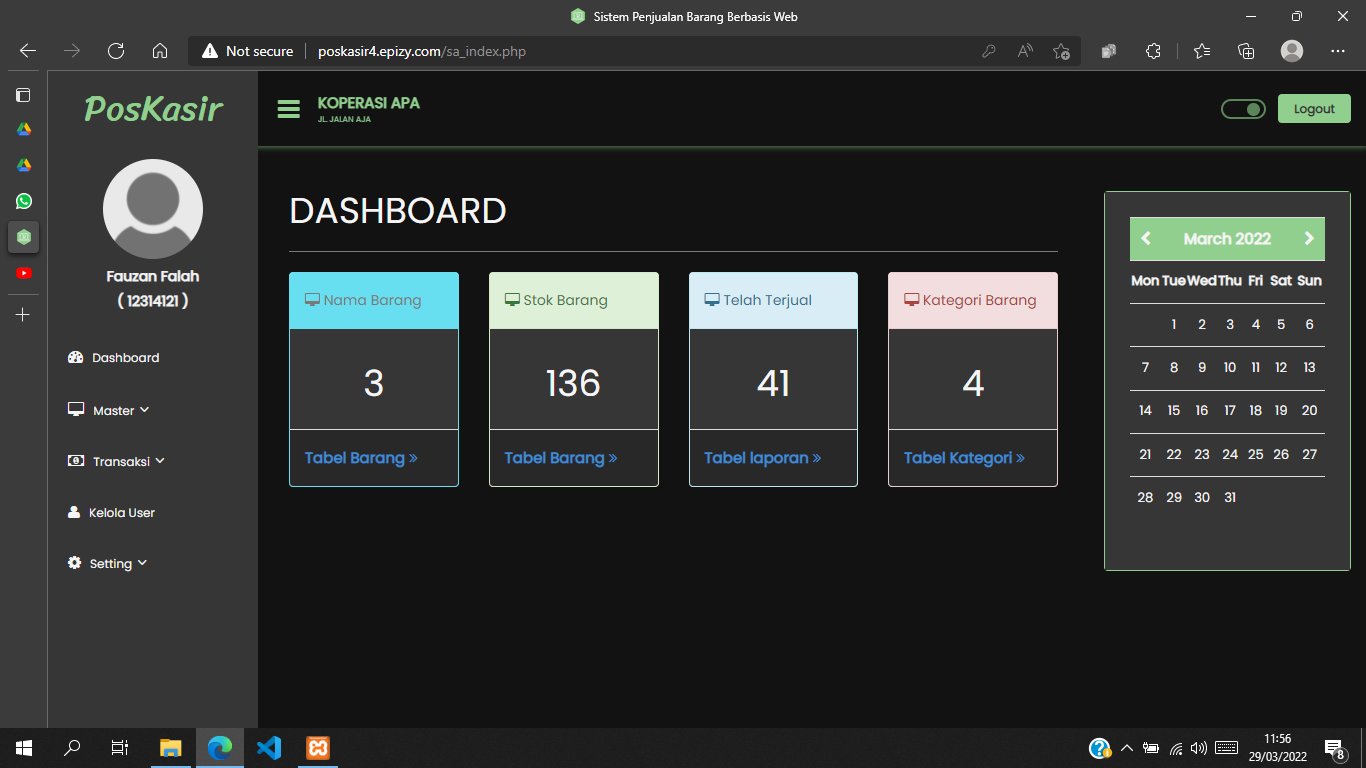 Sistem Penjualan Barang Berbasis Web
Not secure
poskasir4.epizy.com/sa_index.php
PosKasir
Fauzan Falah
( 12314121 )
Dashboard
Master
Transaksi
Kelola User
Setting
KOPERASI APA
JL. JALAN AJA
Logout
DASHBOARD
Nama Barang
3
Tabel Barang »
Stok Barang
136
Tabel Barang »
Telah Terjual
41
Tabel laporan »
Kategori Barang
4
Tabel Kategori »
March 2022
Mon Tue Wed Thu Fri Sat Sun
1 2 3 4 5 6
7 8 9 10 11 12 13
14 15 16 17 18 19 20
21 22 23 24 25 26 27
28 29 30 31
11:56
29/03/2022
8